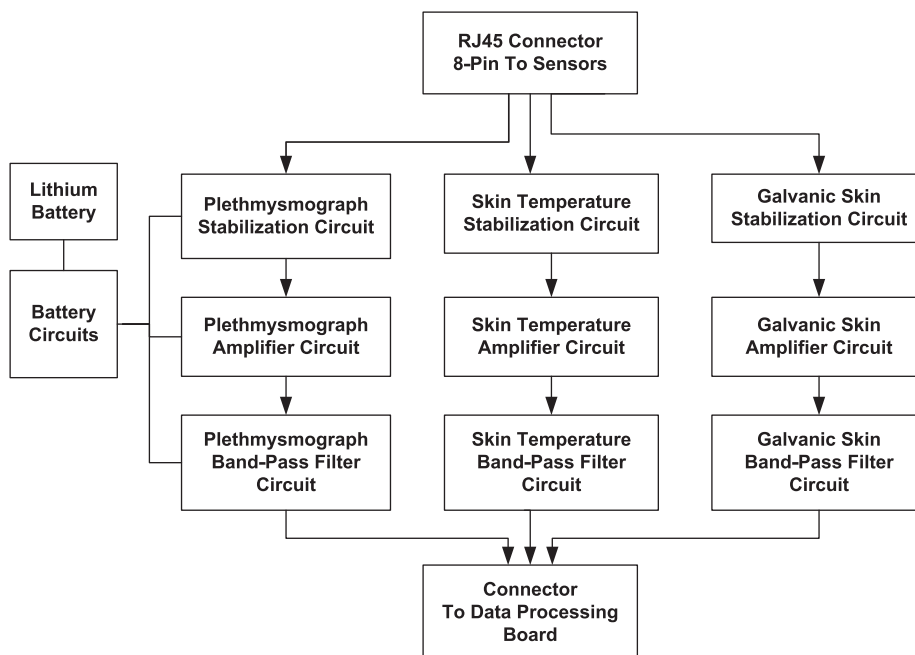 RJ45 Connector
8-Pin To Sensors
Lithium
Battery
Plethmysmograph
Stabilization Circuit
Skin Temperature
Stabilization Circuit
Galvanic Skin
Stabilization Circuit
Battery
Circuits
Plethmysmograph
Amplifier Circuit
Skin Temperature
Amplifier Circuit
Galvanic Skin
Amplifier Circuit
Plethmysmograph
Band-Pass Filter
Circuit
Skin Temperature
Band-Pass Filter
Circuit
Galvanic Skin
Band-Pass Filter
Circuit
Connector
To Data Processing
Board